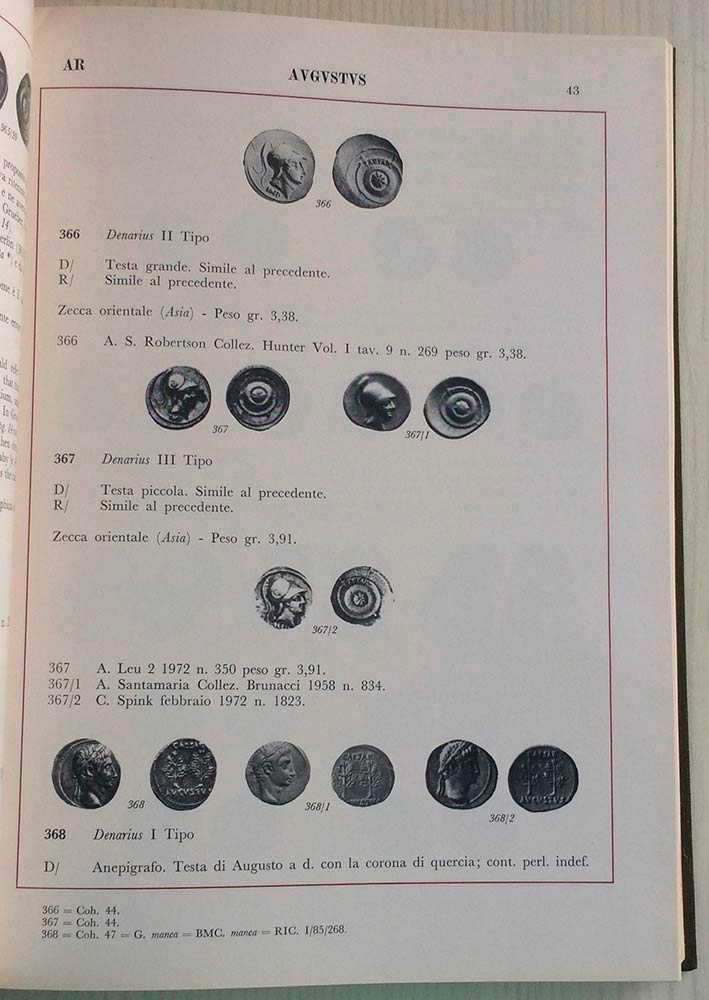 AR
AVGVSTVS
43
366
366 Denarius II Tipo
D/ Testa grande. Simile al precedente.
R/ Simile al precedente.
Zecca orientale (Asia) - Peso gr. 3,38.
366 A. S. Robertson Collez. Hunter Vol. I tav. 9 n. 269 peso gr. 3,38.
367
367/1
367 Denarius III Tipo
D/ Testa piccola. Simile al precedente.
R/ Simile al precedente.
Zecca orientale (Asia) - Peso gr. 3,91.
367/2
367 A. Leu 2 1972 n. 350 peso gr. 3,91.
367/1 A. Santamaria Collez. Brunacci 1958 n. 834.
367/2 C. Spink febbraio 1972 n. 1823.
CAESAR
AVGVSTVS
CAESAR
CAESAR
AVGVSTVS
368
368/1
368/2
368 Denarius I Tipo
D/ Anepigrafo. Testa di Augusto a d. con la corona di quercia; cont. perl. indef.
366 = Coh. 44.
367 = Coh. 44.
368 = Coh. 47 = G. manca = BMC. manca = RIC. I/85/268.